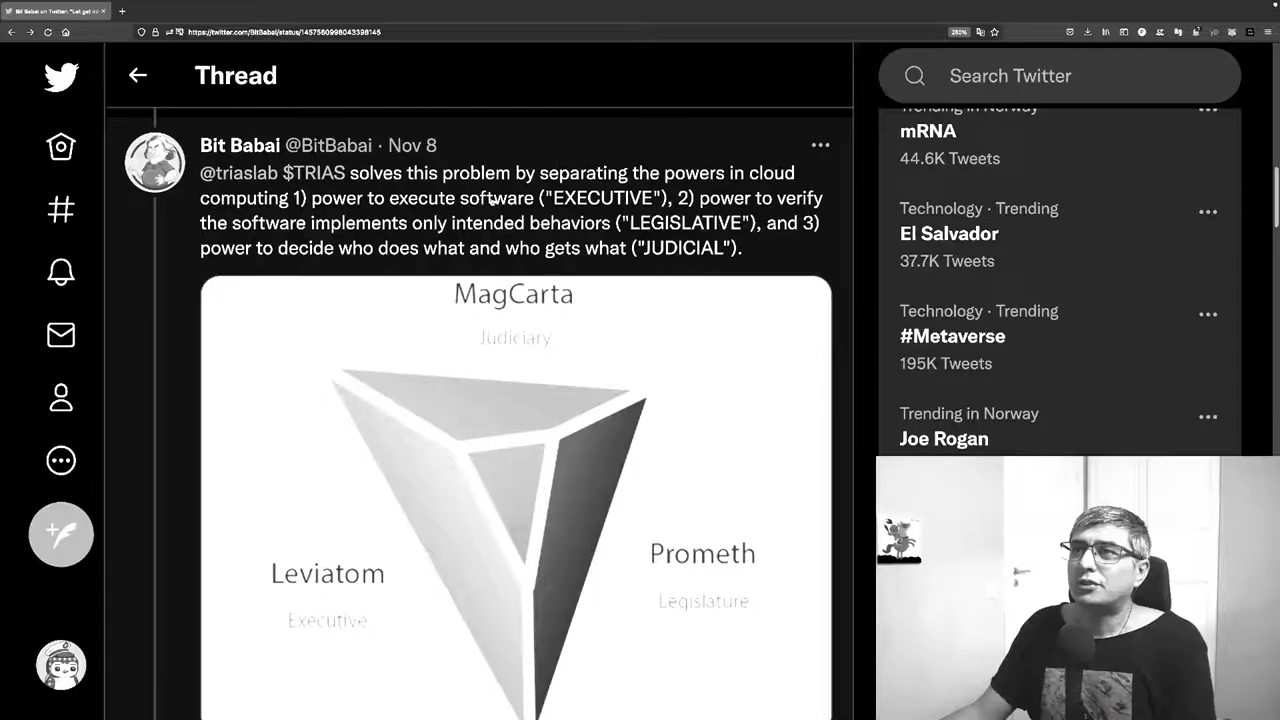 Bit Babai on Twitter: "Let get int
https://twitter.com/BitBabai/status/1457560998043398145
280%
Thread
Search Twitter
Bit Babai @BitBabai · Nov 8
@triaslab $TRIAS solves this problem by separating the powers in cloud
computing 1) power to execute software ("EXECUTIVE"), 2) power to verify
the software implements only intended behaviors ("LEGISLATIVE"), and 3)
power to decide who does what and who gets what ("JUDICIAL").
MagCarta
Judiciary
Leviatom
Executive
Prometh
Legislature
Trending in Norway
mRNA
44.6K Tweets
Technology · Trending
El Salvador
37.7K Tweets
Technology · Trending
#Metaverse
195K Tweets
Trending in Norway
Joe Rogan